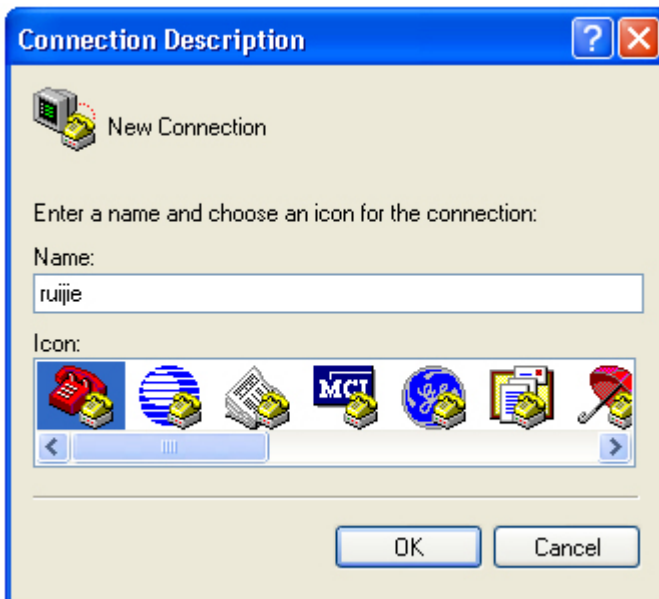 Connection Description
New Connection
Enter a name and choose an icon for the connection:
Name:
ruijie
Icon:
MCI
OK
Cancel